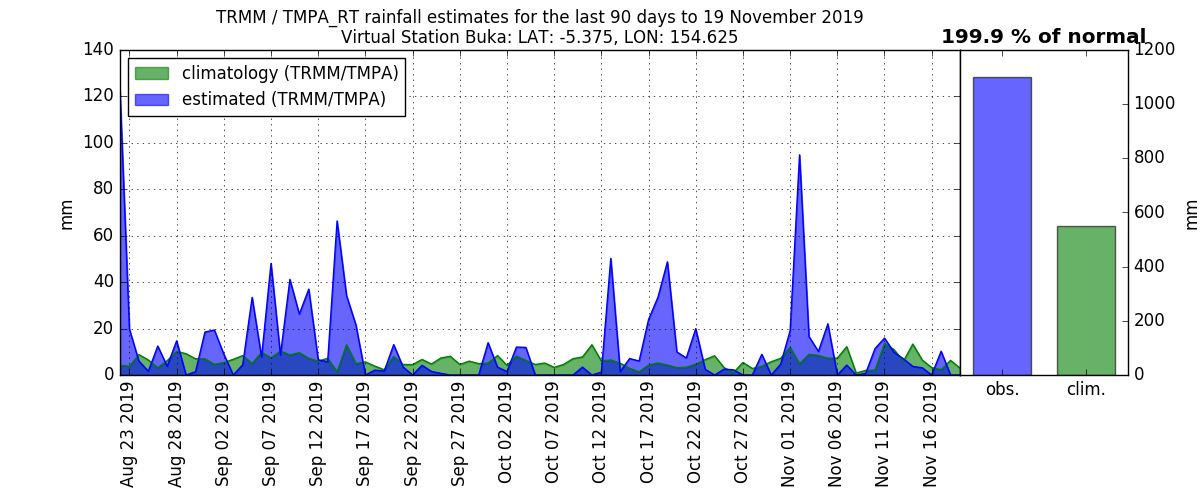 TRMM / TMPA_RT rainfall estimates for the last 90 days to 19 November 2019
Virtual Station Buka: LAT: -5.375, LON: 154.625
199.9 % of normal
climatology (TRMM/TMPA)
estimated (TRMM/TMPA)
mm
140
120
100
80
60
40
20
0
Aug 23 2019
Aug 28 2019
Sep 02 2019
Sep 07 2019
Sep 12 2019
Sep 17 2019
Sep 22 2019
Sep 27 2019
Oct 02 2019
Oct 07 2019
Oct 12 2019
Oct 17 2019
Oct 22 2019
Oct 27 2019
Nov 01 2019
Nov 06 2019
Nov 11 2019
Nov 16 2019
obs.
clim.
1200
1000
800
600
400
200
0
mm